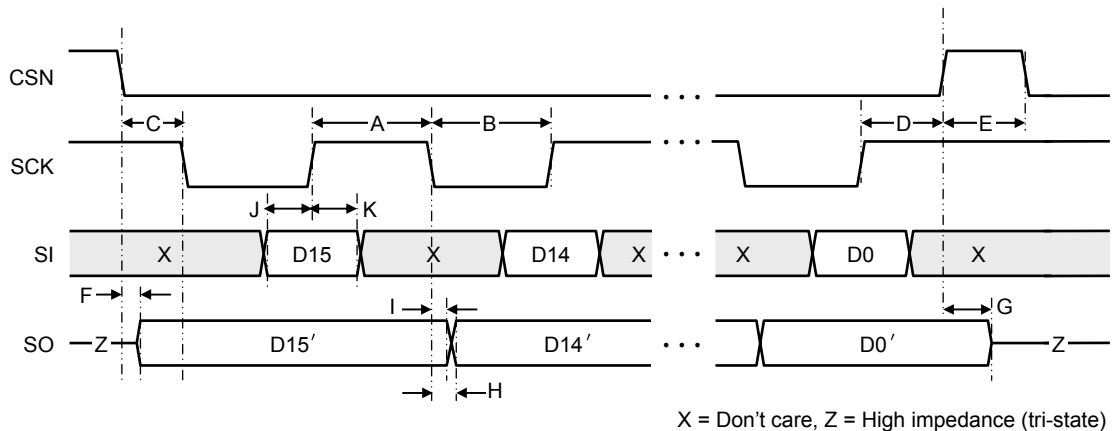 CSN
C A B D E
SCK
J K
SI X D15 X D14 X X D0 X
F I G
SO Z D15′ D14′ D0′ Z
H
X = Don't care, Z = High impedance (tri-state)